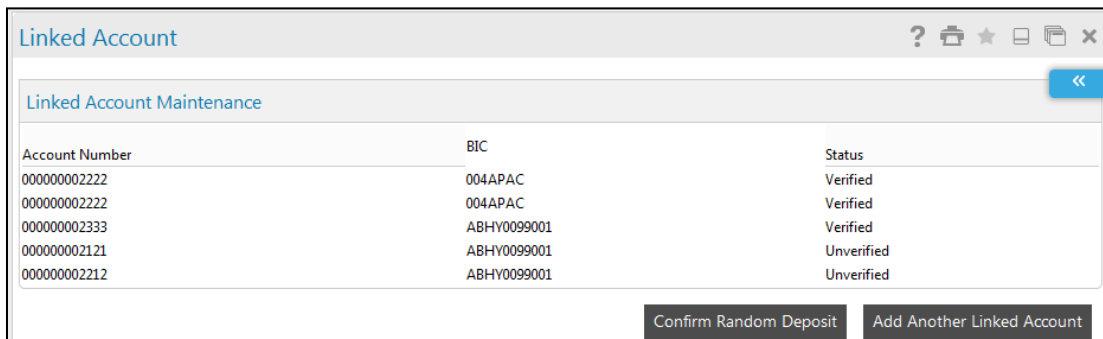 Linked Account
Linked Account Maintenance
Account Number BIC Status
000000002222 004APAC Verified
000000002222 004APAC Verified
000000002333 ABHY0099001 Verified
000000002121 ABHY0099001 Unverified
000000002212 ABHY0099001 Unverified
Confirm Random Deposit Add Another Linked Account